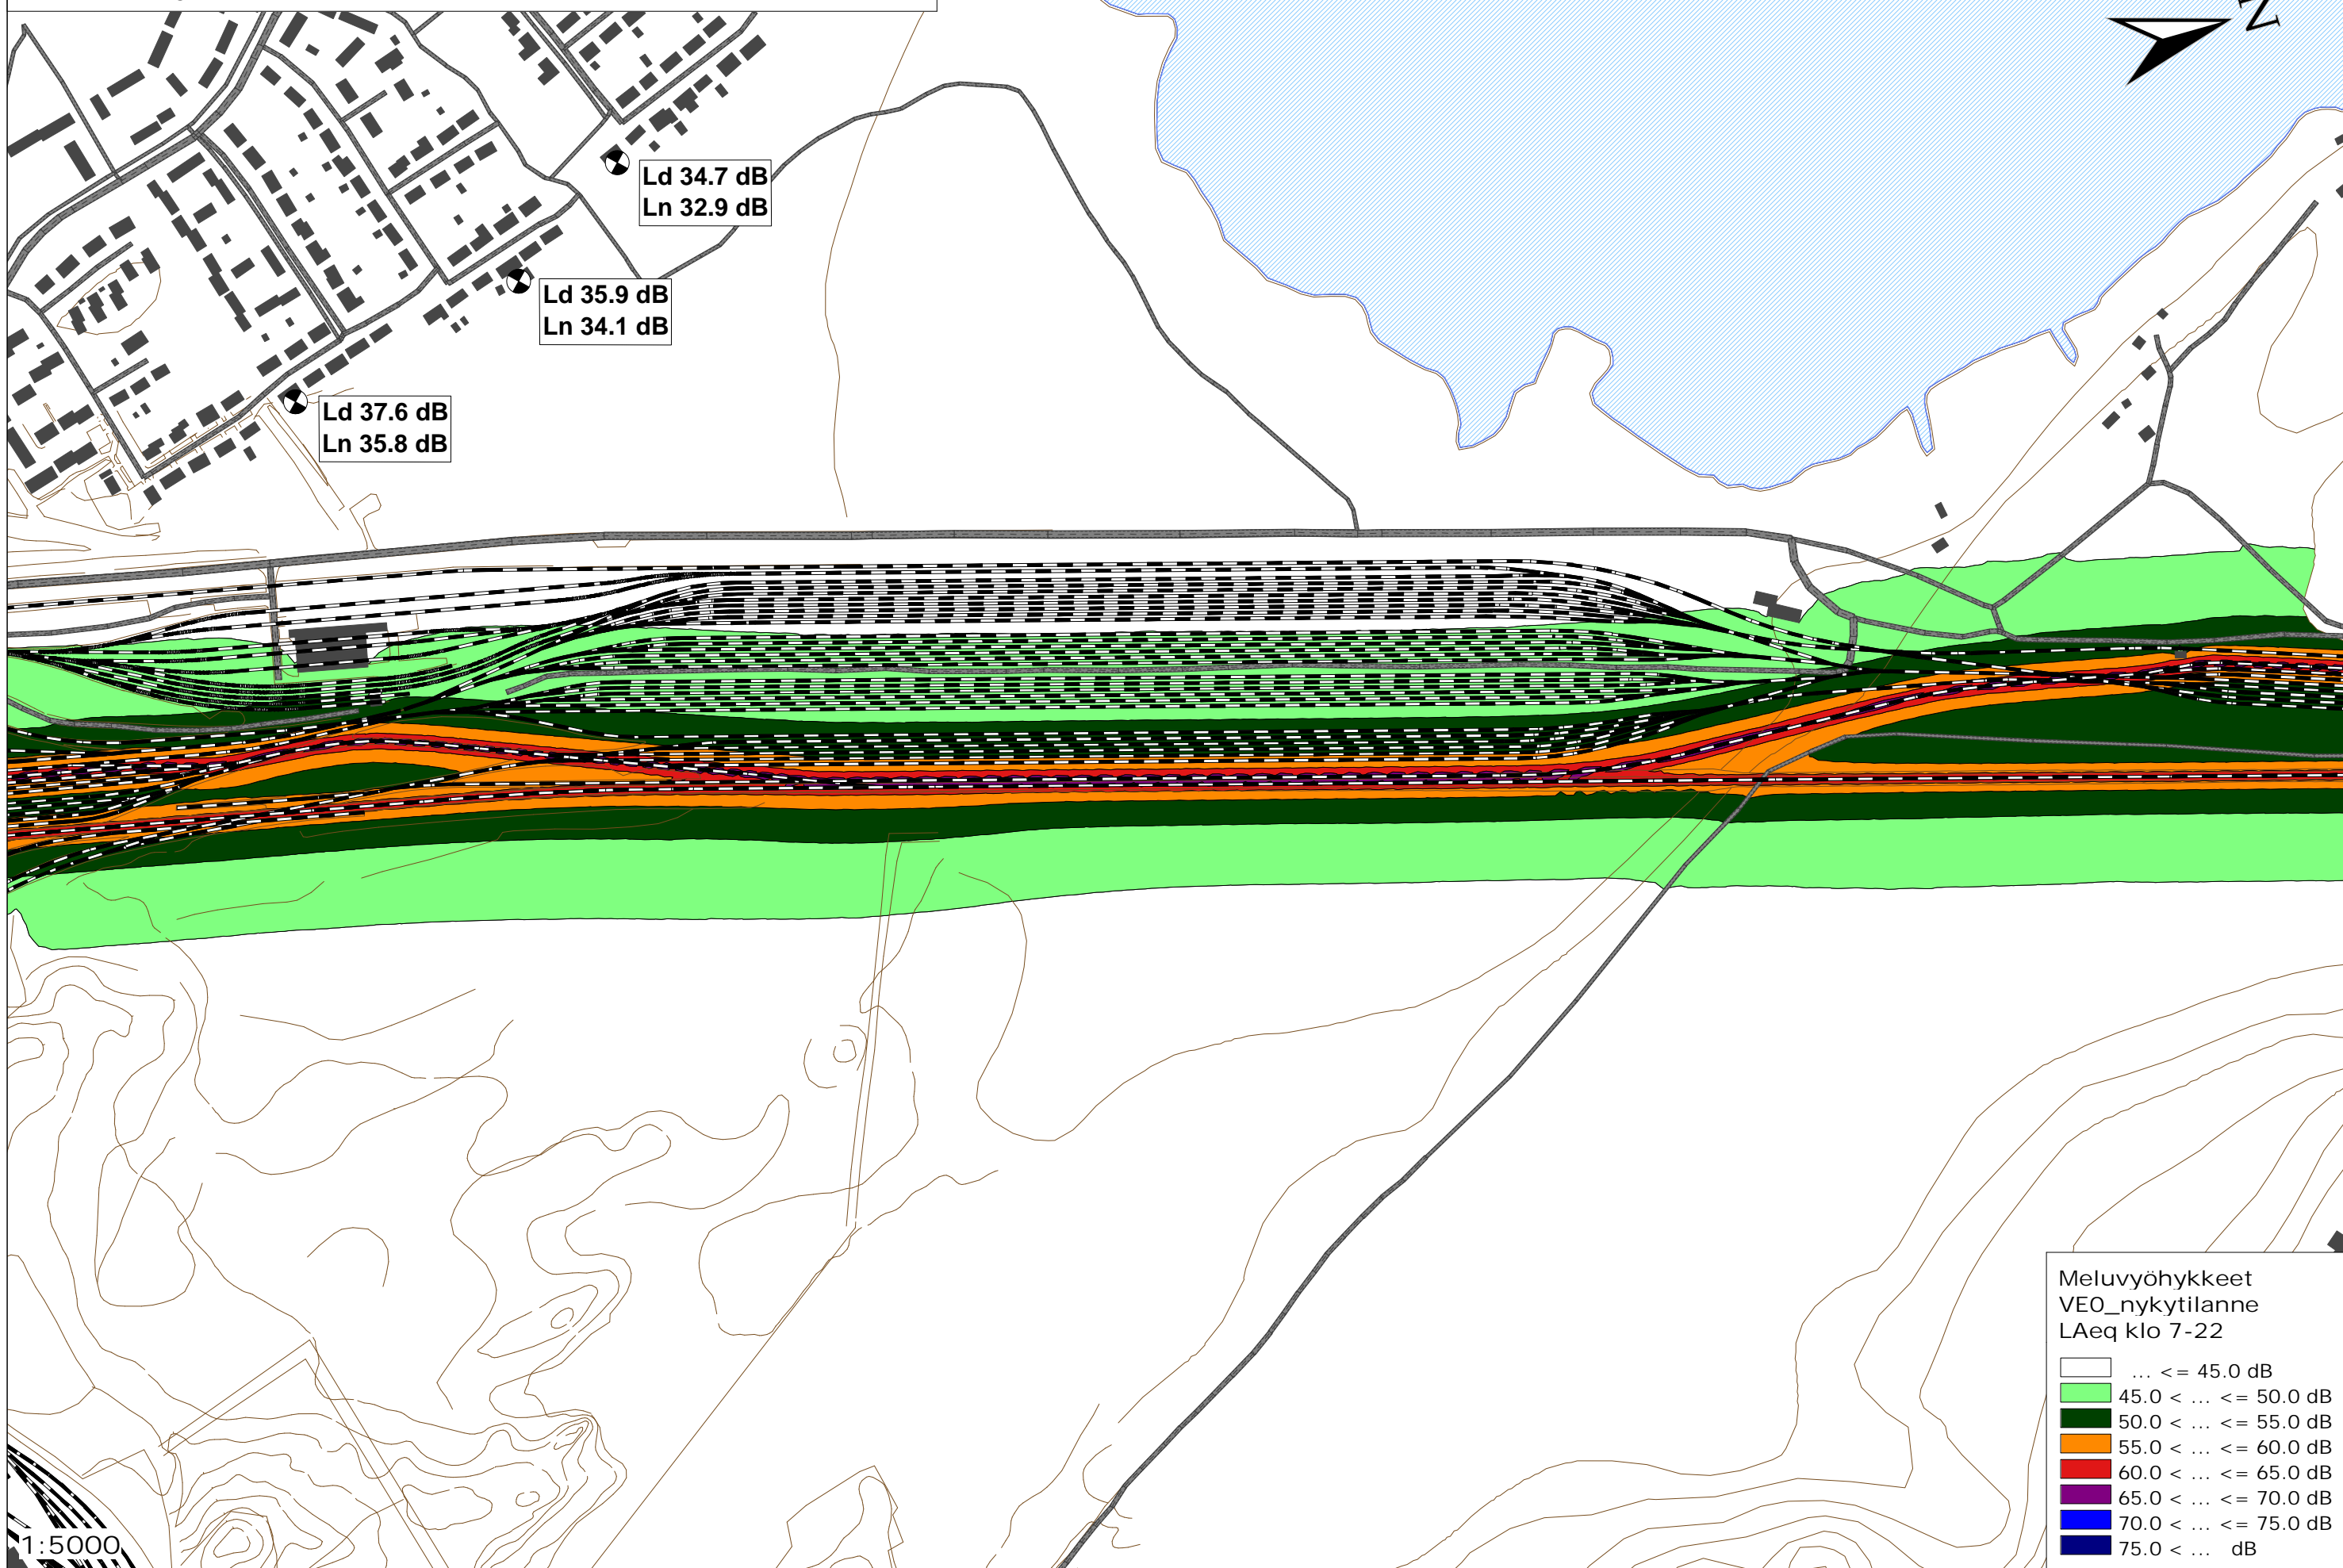 N
Ld 34.7 dB
Ln 32.9 dB
Ld 35.9 dB
Ln 34.1 dB
Ld 37.6 dB
Ln 35.8 dB
Meluvyöhykkeet
VE0_nykytilanne
LAeq klo 7-22
... <= 45.0 dB
45.0 < ... <= 50.0 dB
50.0 < ... <= 55.0 dB
55.0 < ... <= 60.0 dB
60.0 < ... <= 65.0 dB
65.0 < ... <= 70.0 dB
70.0 < ... <= 75.0 dB
75.0 < ... dB
1:5000